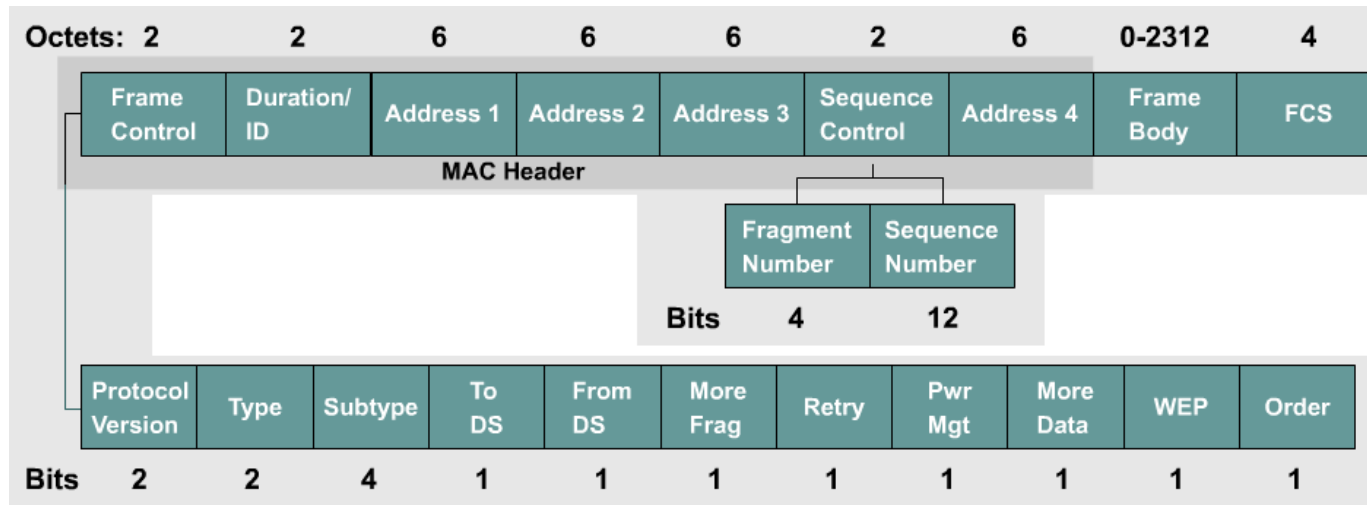 Octets: 2 2 6 6 6 2 6 0-2312 4
Frame Control Duration/ ID Address 1 Address 2 Address 3 Sequence Control Address 4 Frame Body FCS
MAC Header
Fragment Number Sequence Number
Bits 4 12
Protocol Version Type Subtype To DS From DS More Frag Retry Pwr Mgt More Data WEP Order
Bits 2 2 4 1 1 1 1 1 1 1 1